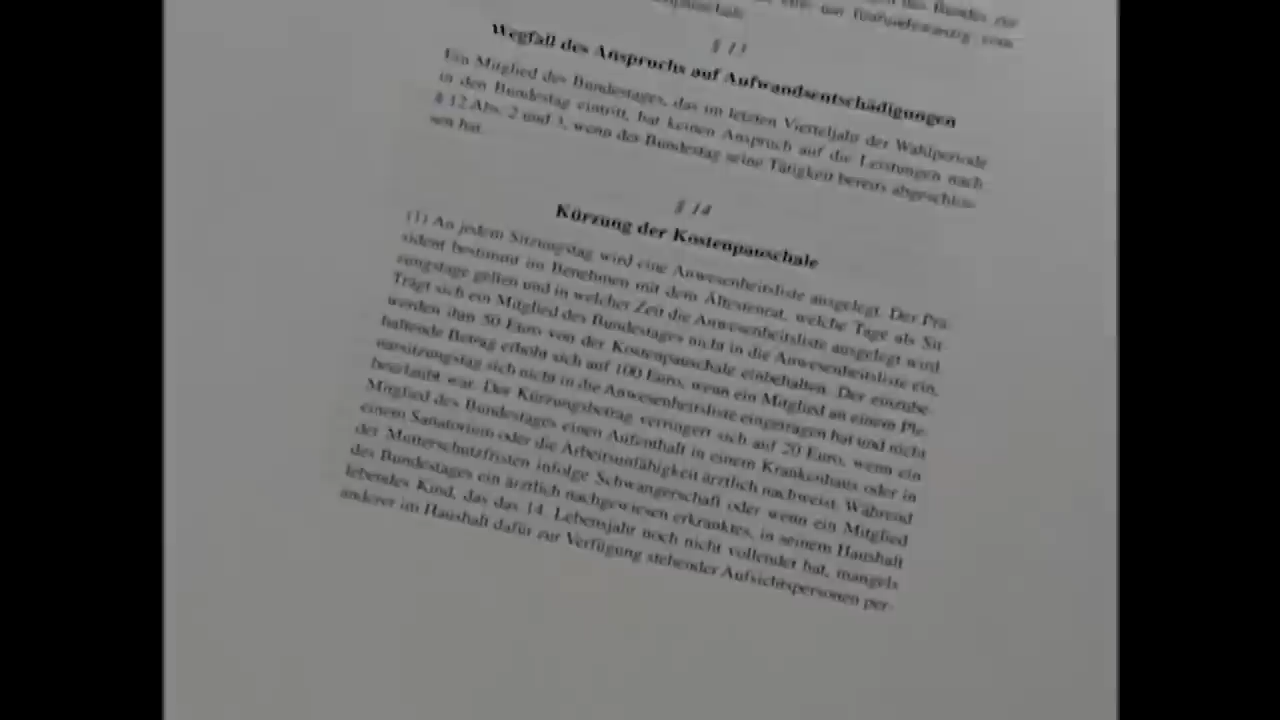 um fünfundzwanzig vom
§ 13
Wegfall des Anspruchs auf Aufwandsentschädigungen
Ein Mitglied des Bundestages, das im letzten Vierteljahr der Wahlperiode
in den Bundestag eintritt, hat keinen Anspruch auf die Leistungen nach
§ 12 Abs. 2 und 3, wenn der Bundestag seine Tätigkeit bereits abgeschlos-
sen hat.
§ 14
Kürzung der Kostenpauschale
(1) An jedem Sitzungstag wird eine Anwesenheitsliste ausgelegt. Der Prä-
sident bestimmt im Benehmen mit dem Ältestenrat, welche Tage als Sit-
zungstage gelten und in welcher Zeit die Anwesenheitsliste ausgelegt wird.
Trägt sich ein Mitglied des Bundestages nicht in die Anwesenheitsliste ein,
werden ihm 50 Euro von der Kostenpauschale einbehalten. Der einzube-
haltende Betrag erhöht sich auf 100 Euro, wenn ein Mitglied an einem Ple-
narsitzungstag sich nicht in die Anwesenheitsliste eingetragen hat und nicht
beurlaubt war. Der Kürzungsbetrag verringert sich auf 20 Euro, wenn ein
Mitglied des Bundestages einen Aufenthalt in einem Krankenhaus oder in
einem Sanatorium oder die Arbeitsunfähigkeit ärztlich nachweist. Während
der Mutterschutzfristen infolge Schwangerschaft oder wenn ein Mitglied
des Bundestages ein ärztlich nachgewiesen erkranktes, in seinem Haushalt
lebendes Kind, das das 14. Lebensjahr noch nicht vollendet hat, mangels
anderer im Haushalt dafür zur Verfügung stehender Aufsichtspersonen per-